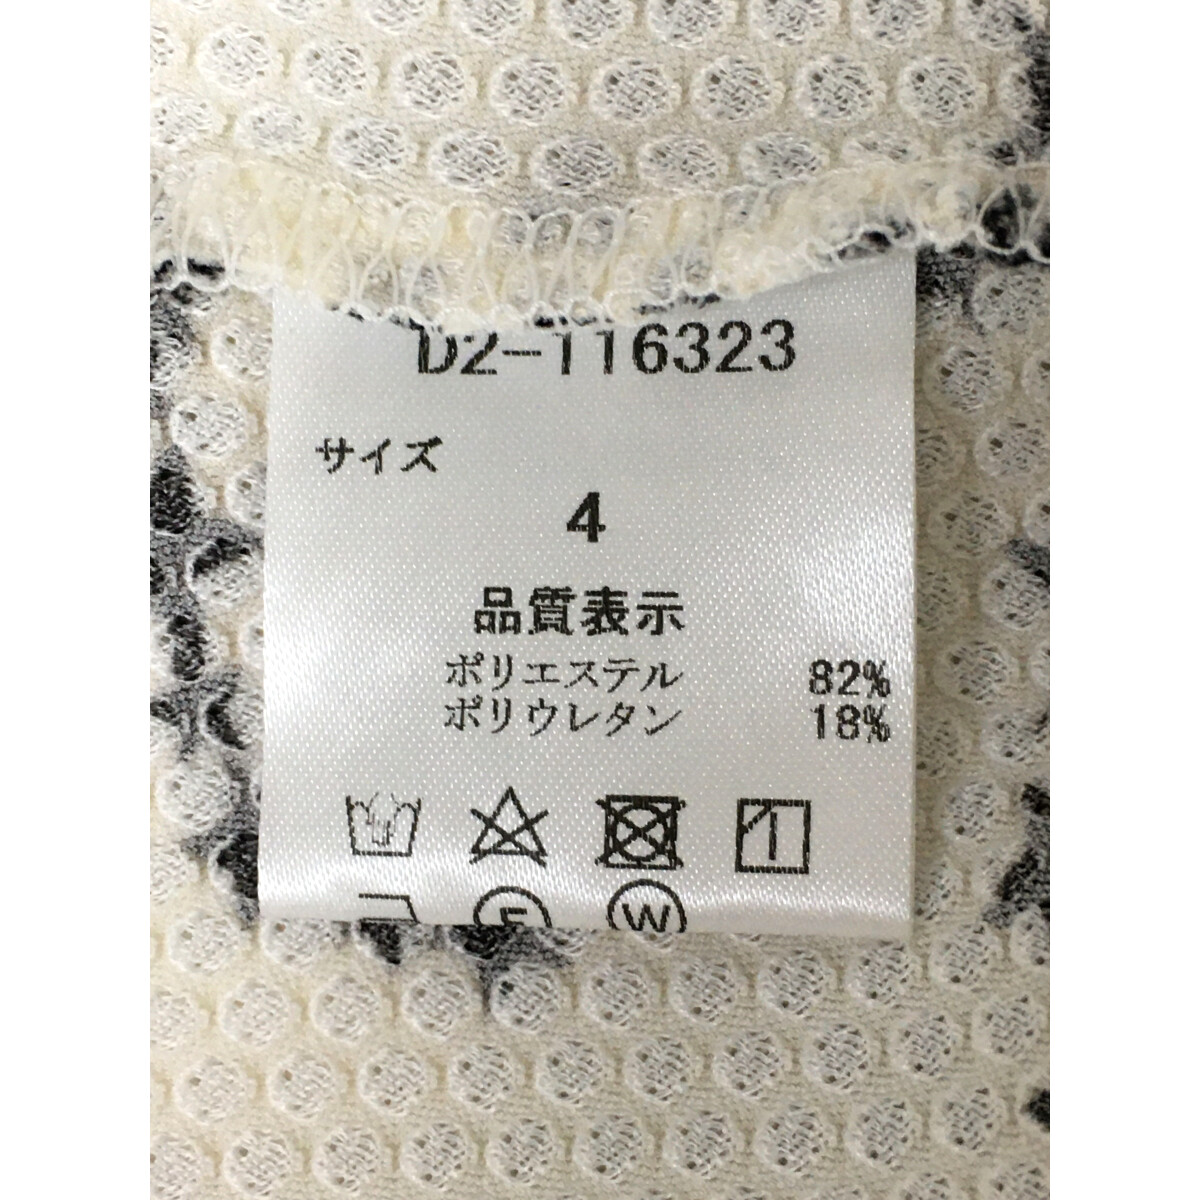 D2-116323
サイズ
4
品質表示
ポリエステル 82%
ポリウレタン 18%
F W